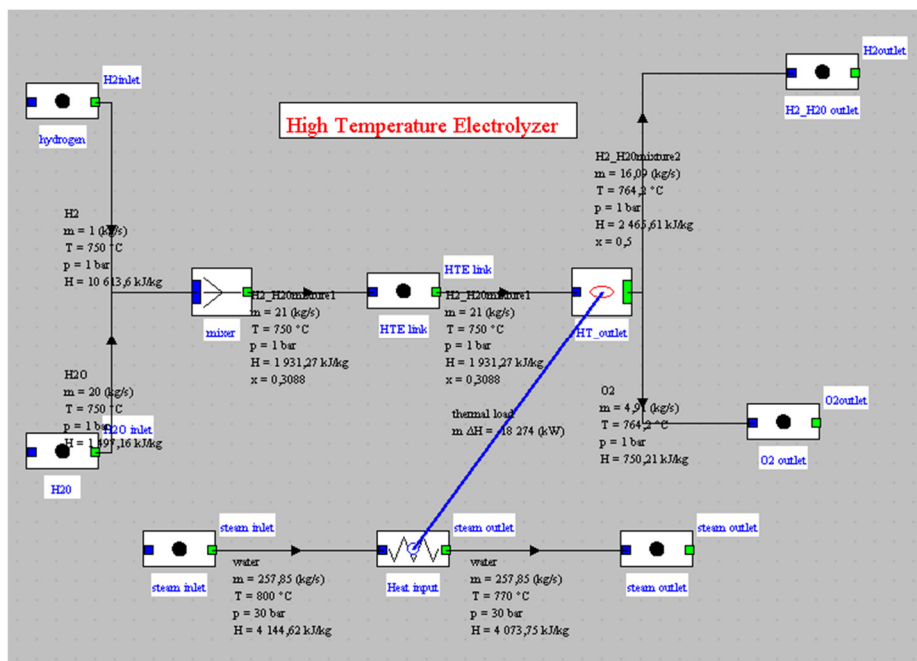 H2inlet
hydrogen
High Temperature Electrolyzer
H2outlet
H2_H20 outlet
H2_H20mixture2
m = 16,09 (kg/s)
T = 764,2 °C
p = 1 bar
H = 2 465,61 kJ/kg
x = 0,5
H2
m = 1 (kg/s)
T = 750 °C
p = 1 bar
H = 10 613,6 kJ/kg
mixer
H2_H20mixture1
m = 21 (kg/s)
T = 750 °C
p = 1 bar
H = 1 931,27 kJ/kg
x = 0,3088
HTE link
HTE link
H2_H20mixture1
m = 21 (kg/s)
T = 750 °C
p = 1 bar
H = 1 931,27 kJ/kg
x = 0,3088
HT_outlet
H2O
m = 20 (kg/s)
T = 750 °C
p = 1 bar
H = 1 497,16 kJ/kg
H2O inlet
H20
thermal load
m ΔH = -18 274 (kW)
O2
m = 4,91 (kg/s)
T = 764,2 °C
p = 1 bar
H = 750,21 kJ/kg
O2outlet
O2 outlet
steam inlet
steam inlet
water
m = 257,85 (kg/s)
T = 800 °C
p = 30 bar
H = 4 144,62 kJ/kg
steam outlet
Heat input
water
m = 257,85 (kg/s)
T = 770 °C
p = 30 bar
H = 4 073,75 kJ/kg
steam outlet
steam outlet